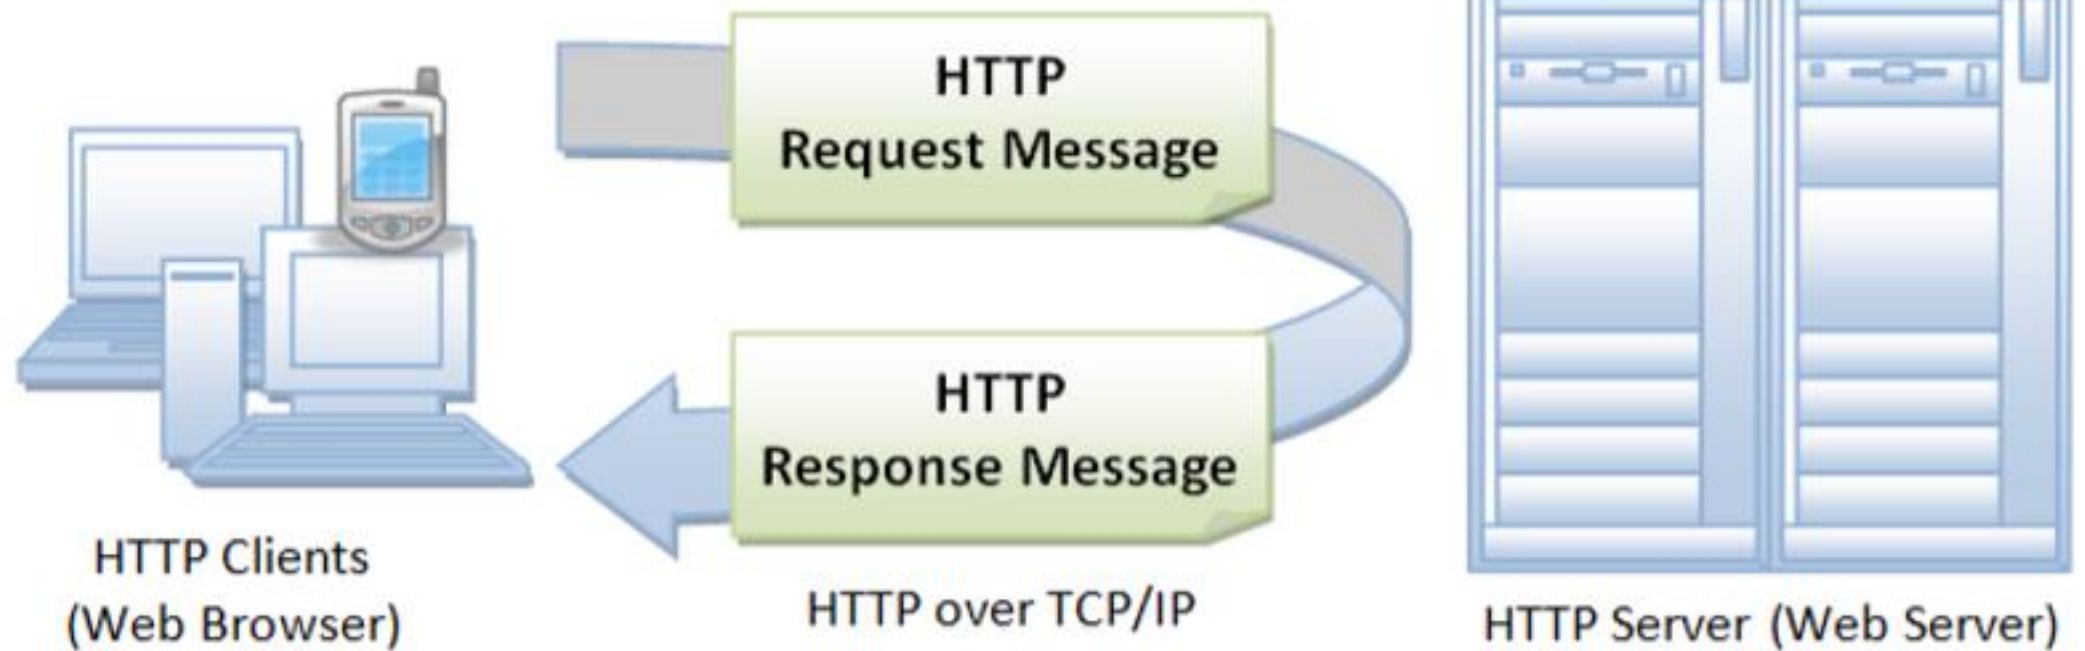 HTTP
Request Message
HTTP
Response Message
HTTP Clients
(Web Browser)
HTTP over TCP/IP
HTTP Server (Web Server)